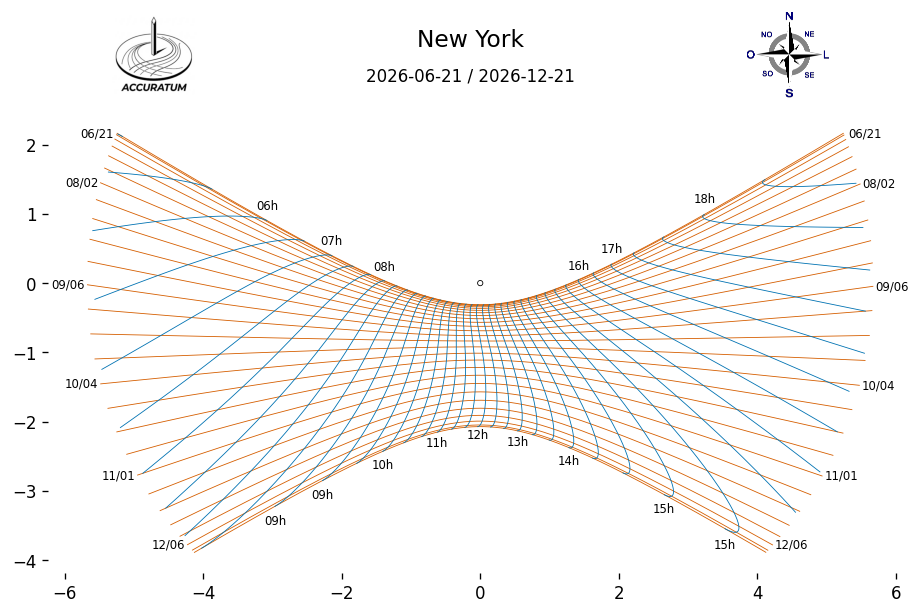 New York
2026-06-21 / 2026-12-21
ACCURATUM
N
NO NE
O L
SO SE
S
06/21 06/21
2
08/02 08/02
18h
06h
1
07h 17h
08h 16h
0
09/06 09/06
−1
10/04 10/04
−2
11h 12h 13h
10h 14h
11/01 11/01
−3
09h 15h
09h
12/06 15h 12/06
−4
−6 −4 −2 0 2 4 6